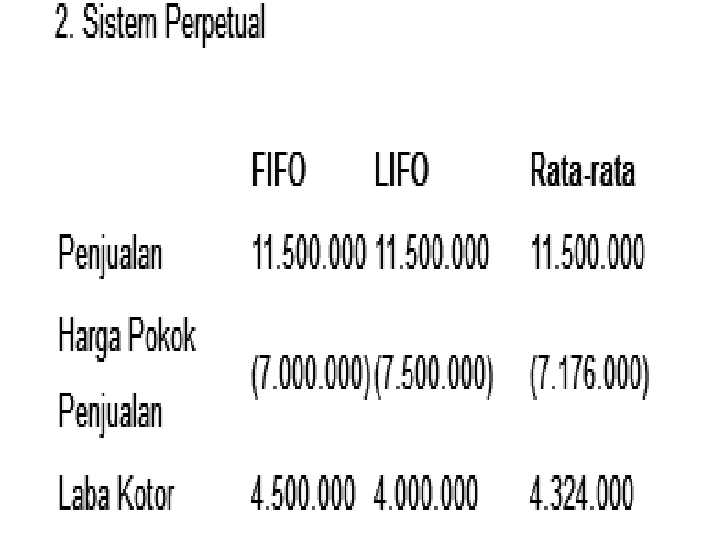 2. Sistem Perpetual
FIFO LIFO Rata-rata
Penjualan 11.500.000 11.500.000 11.500.000
Harga Pokok
Penjualan (7.000.000) (7.500.000) (7.176.000)
Laba Kotor 4.500.000 4.000.000 4.324.000